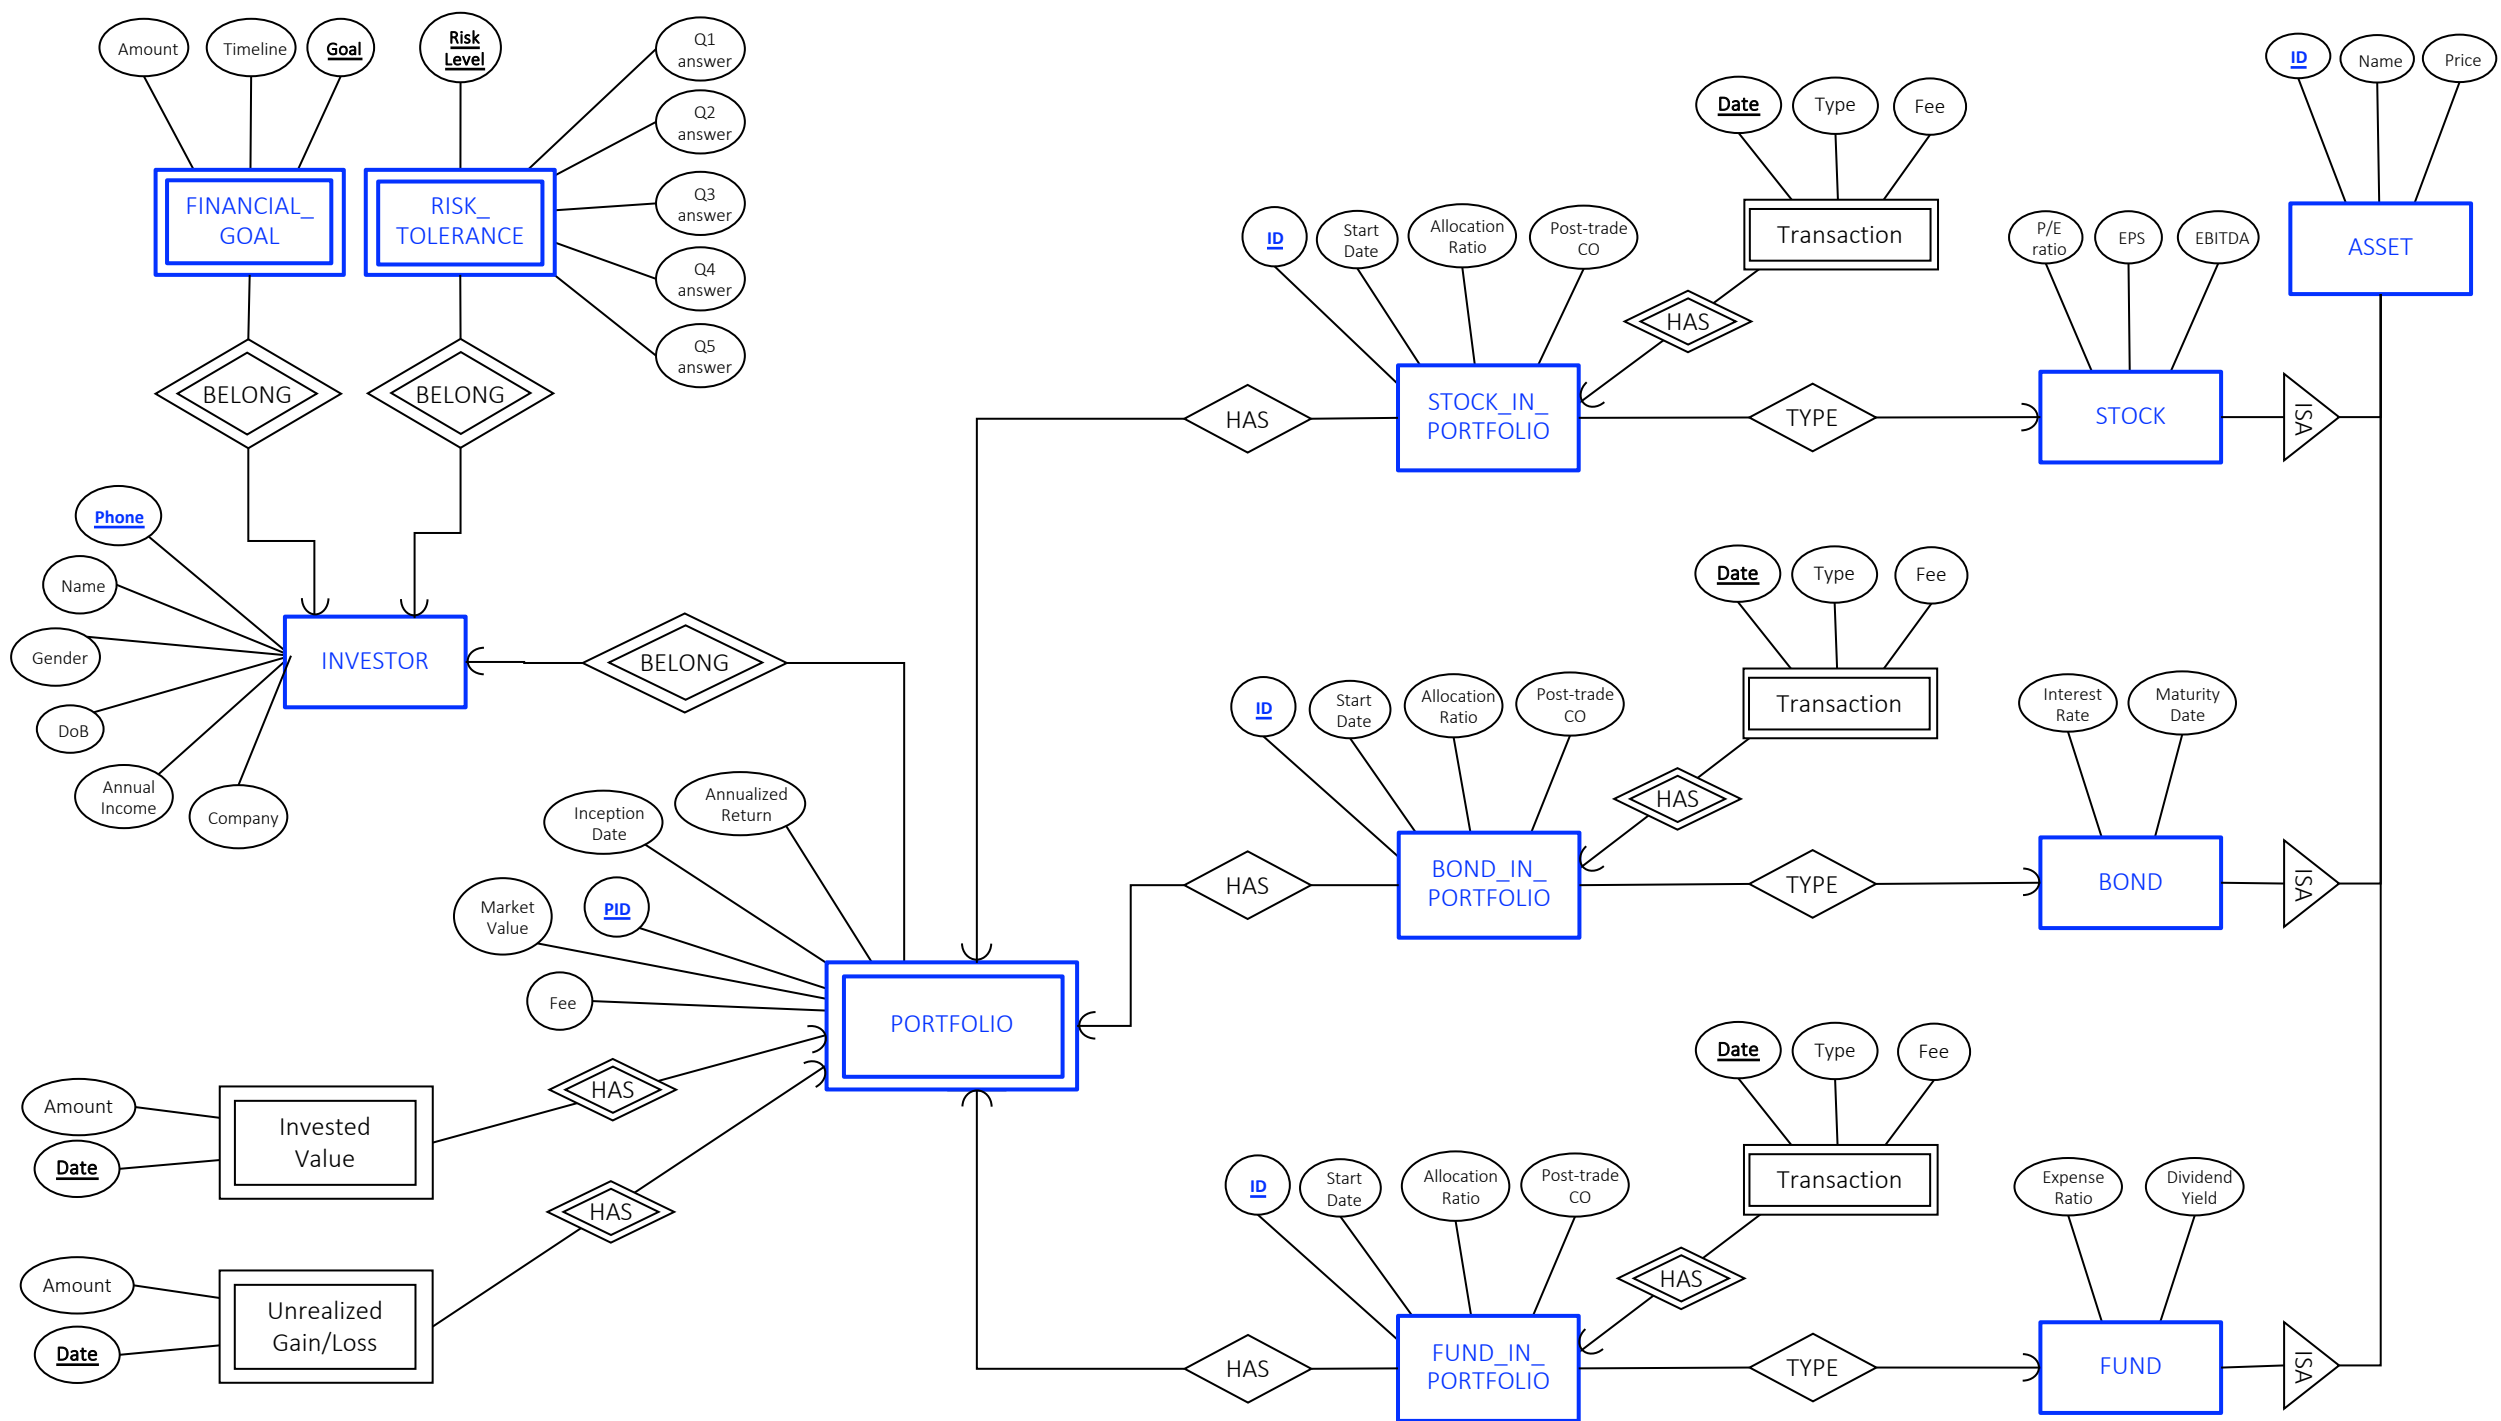 Amount
Timeline
Goal
Risk
Level
Q1
answer
Q2
answer
Q3
answer
Q4
answer
Q5
answer
FINANCIAL_
GOAL
RISK_
TOLERANCE
BELONG
BELONG
Phone
Name
Gender
DoB
Annual
Income
Company
INVESTOR
BELONG
Inception
Date
Annualized
Return
Market
Value
PID
Fee
PORTFOLIO
HAS
HAS
Amount
Date
Invested
Value
Amount
Date
Unrealized
Gain/Loss
Date
Type
Fee
Transaction
HAS
ID
Start
Date
Allocation
Ratio
Post-trade
CO
HAS
STOCK_IN_
PORTFOLIO
TYPE
P/E
ratio
EPS
EBITDA
STOCK
ISA
ID
Name
Price
ASSET
Date
Type
Fee
Transaction
HAS
ID
Start
Date
Allocation
Ratio
Post-trade
CO
HAS
BOND_IN_
PORTFOLIO
TYPE
Interest
Rate
Maturity
Date
BOND
ISA
Date
Type
Fee
Transaction
HAS
ID
Start
Date
Allocation
Ratio
Post-trade
CO
HAS
FUND_IN_
PORTFOLIO
TYPE
Expense
Ratio
Dividend
Yield
FUND
ISA